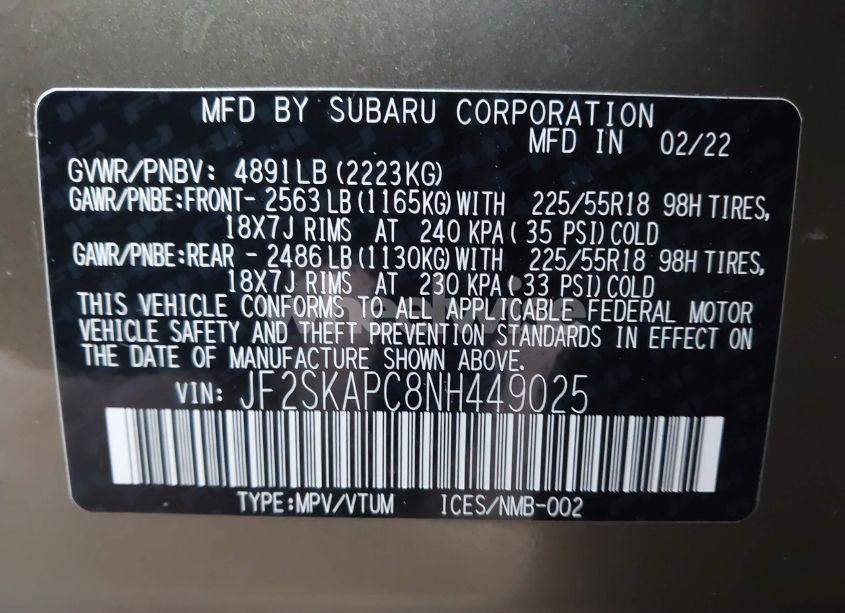 MFD BY SUBARU CORPORATION
MFD IN 02/22
GVWR/PNBV: 4891LB (2223KG)
GAWR/PNBE:FRONT- 2563LB (1165KG) WITH 225/55R18 98H TIRES,
18X7J RIMS AT 240 KPA( 35 PSI) COLD
GAWR/PNBE:REAR - 2486LB (1130KG) WITH 225/55R18 98H TIRES,
18X7J RIMS AT 230 KPA( 33 PSI) COLD
THIS VEHICLE CONFORMS TO ALL APPLICABLE FEDERAL MOTOR
VEHICLE SAFETY AND THEFT PREVENTION STANDARDS IN EFFECT ON
THE DATE OF MANUFACTURE SHOWN ABOVE.
VIN: JF2SKAPC8NH449025
TYPE:MPV/VTUM ICES/NMB-002